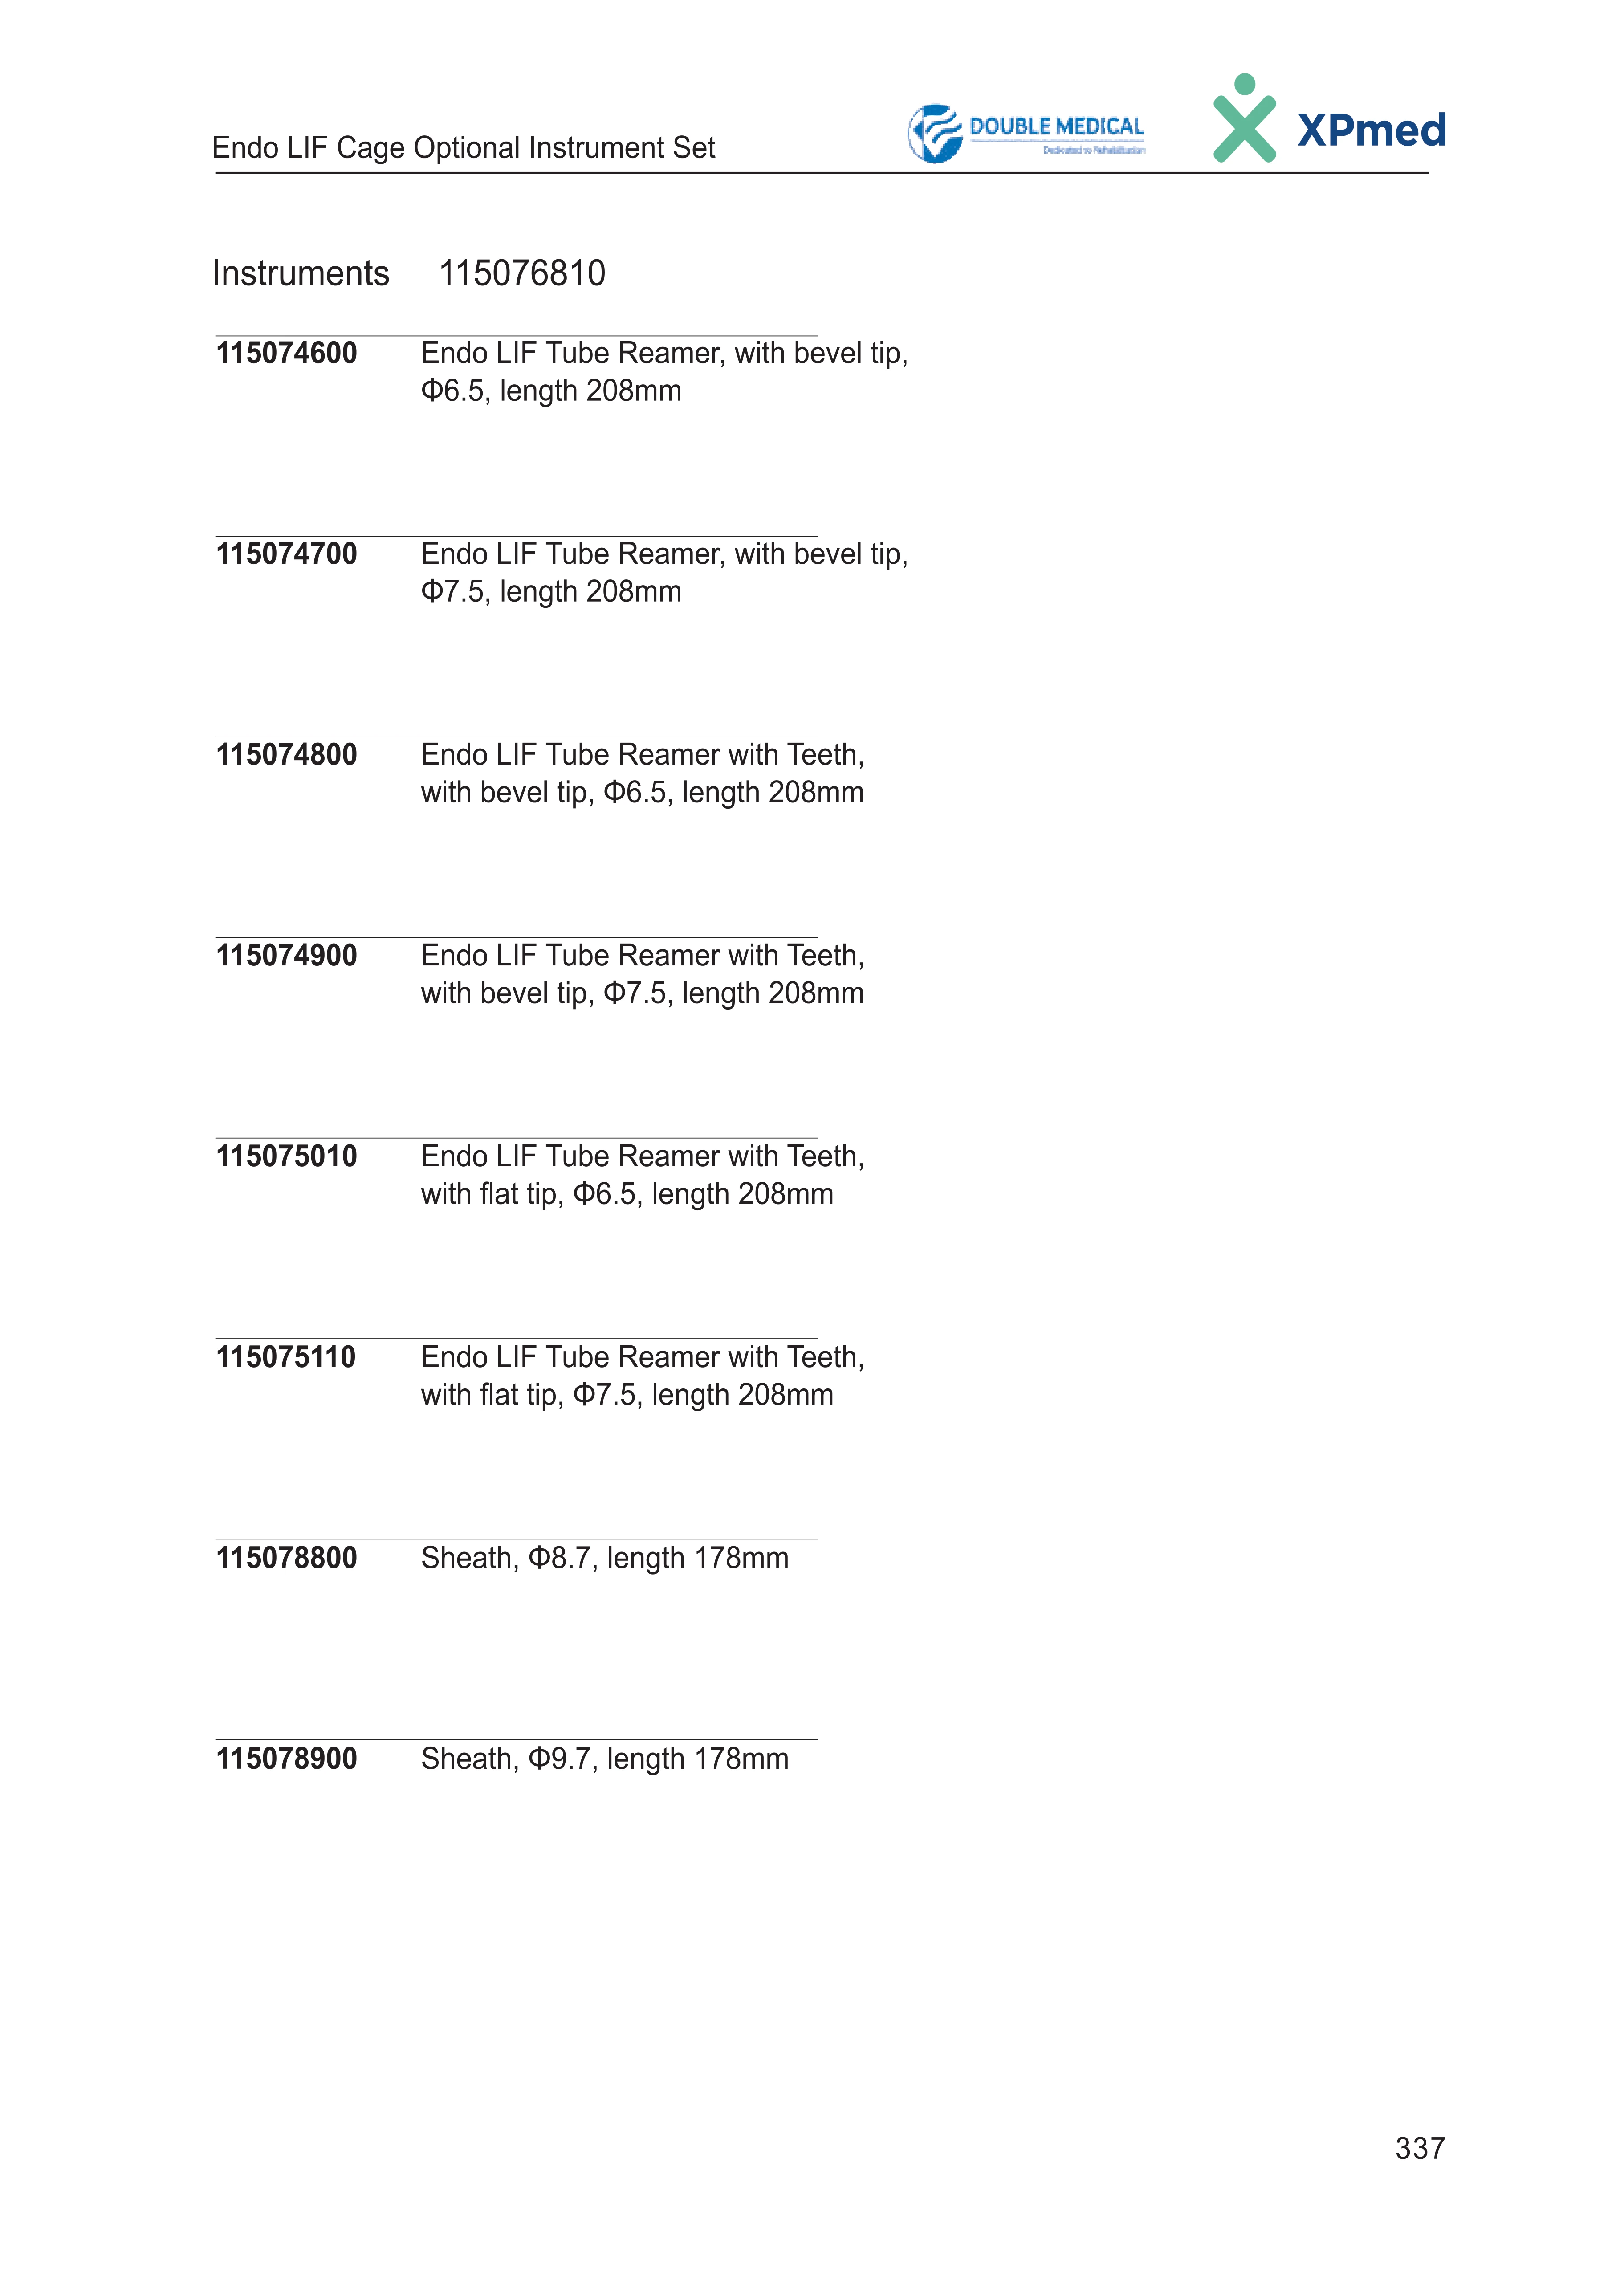 Endo LIF Cage Optional Instrument Set
DOUBLE MEDICAL
Dedicated to Rehabilitation
XPmed
Instruments 115076810
115074600 Endo LIF Tube Reamer, with bevel tip,
Φ6.5, length 208mm
115074700 Endo LIF Tube Reamer, with bevel tip,
Φ7.5, length 208mm
115074800 Endo LIF Tube Reamer with Teeth,
with bevel tip, Φ6.5, length 208mm
115074900 Endo LIF Tube Reamer with Teeth,
with bevel tip, Φ7.5, length 208mm
115075010 Endo LIF Tube Reamer with Teeth,
with flat tip, Φ6.5, length 208mm
115075110 Endo LIF Tube Reamer with Teeth,
with flat tip, Φ7.5, length 208mm
115078800 Sheath, Φ8.7, length 178mm
115078900 Sheath, Φ9.7, length 178mm
337